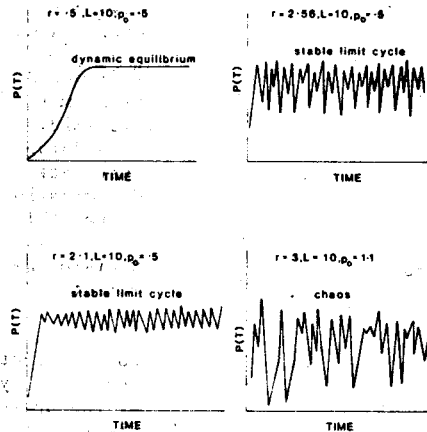 r = ·5 ,L=10,p₀= ·5
dynamic equilibrium
P(T)
TIME
r = 2·56,L=10,p₀= ·5
stable limit cycle
P(T)
TIME
r = 2·1,L=10,p₀= ·5
stable limit cycle
P(T)
TIME
r = 3,L= 10,p₀= 1·1
chaos
P(T)
TIME